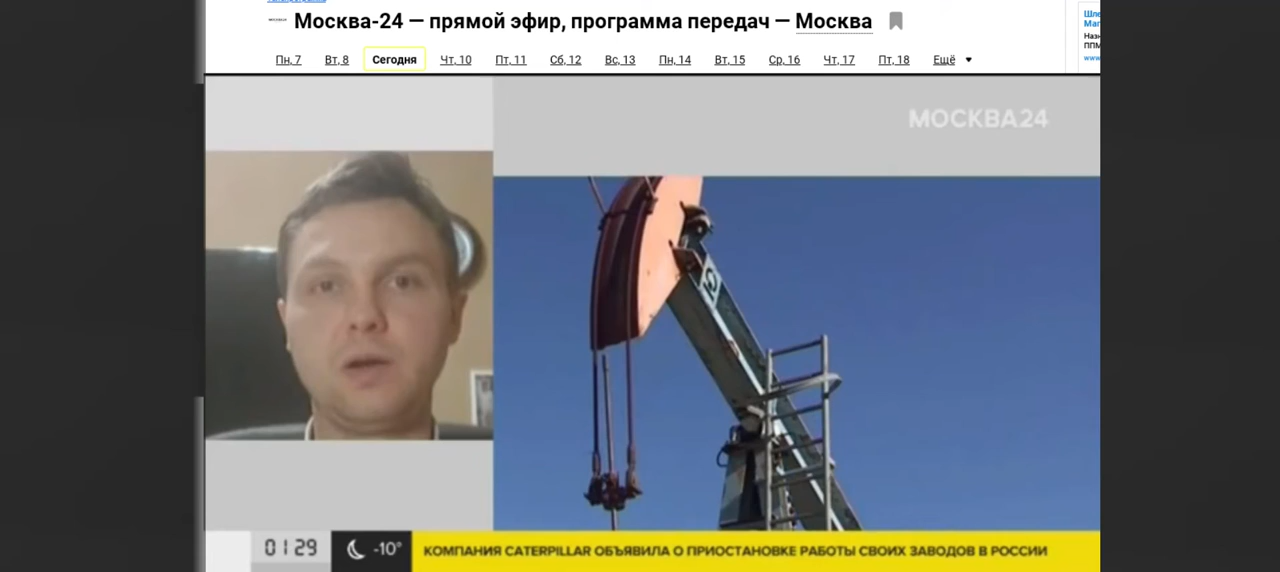 Москва-24 — прямой эфир, программа передач — Москва
Пн, 7 Вт, 8 Сегодня Чт, 10 Пт, 11 Сб, 12 Вс, 13 Пн, 14 Вт, 15 Ср, 16 Чт, 17 Пт, 18 Ещё
МОСКВА24
10
01 29 -10° КОМПАНИЯ CATERPILLAR ОБЪЯВИЛА О ПРИОСТАНОВКЕ РАБОТЫ СВОИХ ЗАВОДОВ В РОССИИ